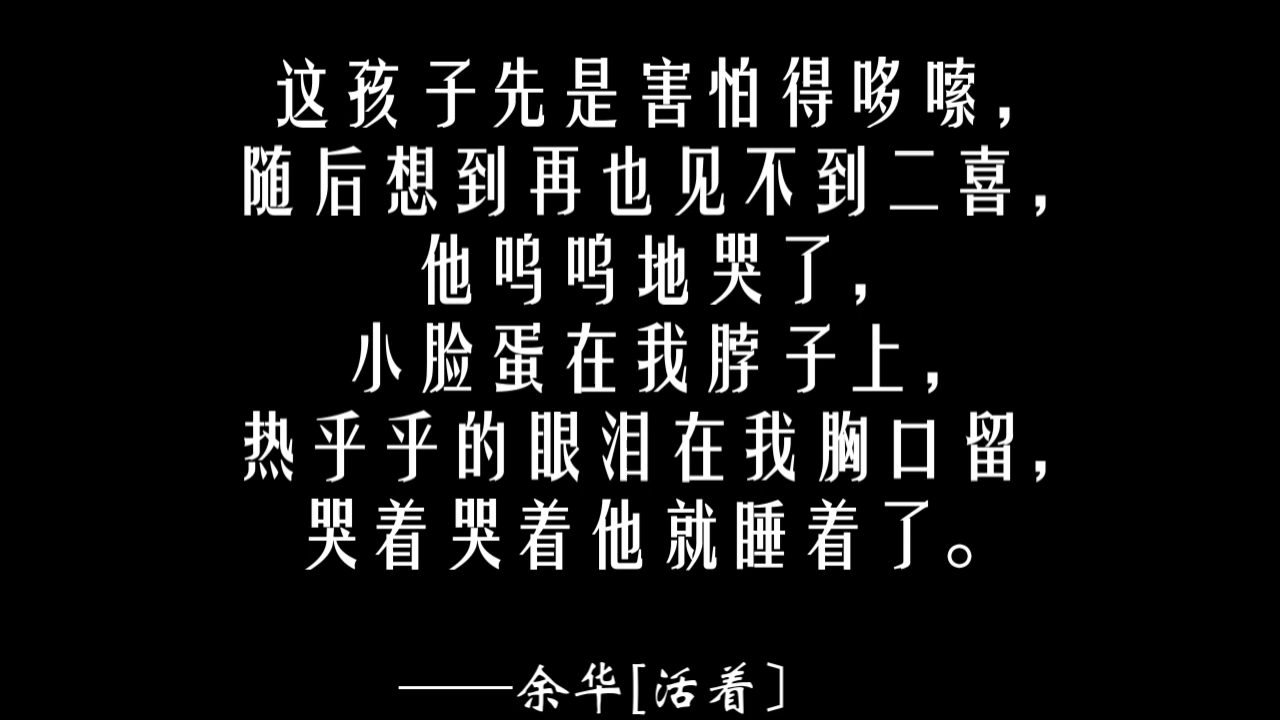 这孩子先是害怕得哆嗦，
随后想到再也见不到二喜，
他呜呜地哭了，
小脸蛋在我脖子上，
热乎乎的眼泪在我胸口留，
哭着哭着他就睡着了。
——余华[活着〕